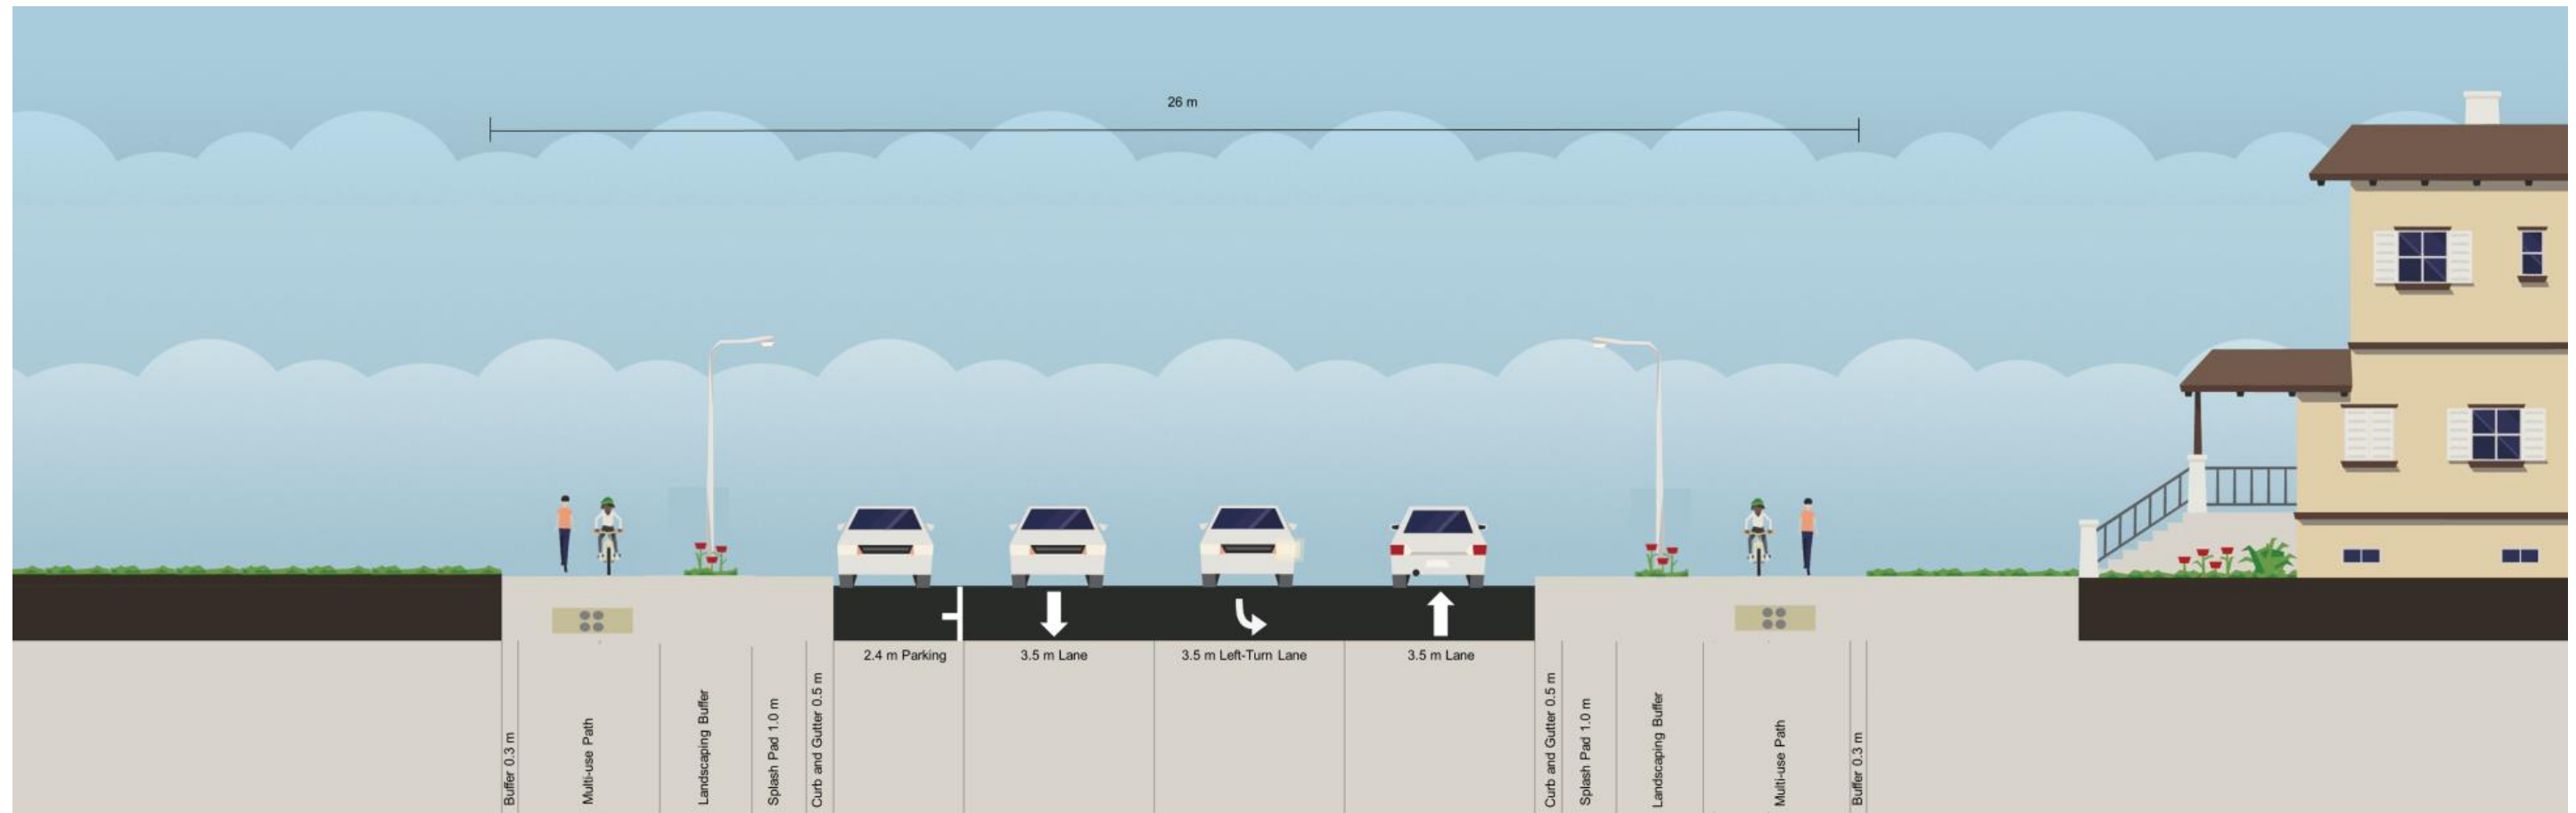 26 m
2.4 m Parking
3.5 m Lane
3.5 m Left-Turn Lane
3.5 m Lane
Buffer 0.3 m
Multi-use Path
Landscaping Buffer
Splash Pad 1.0 m
Curb and Gutter 0.5 m
Curb and Gutter 0.5 m
Splash Pad 1.0 m
Landscaping Buffer
Multi-use Path
Buffer 0.3 m